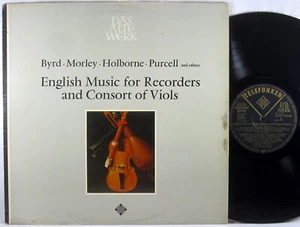 DAS
ALTE
WERK
Byrd · Morley · Holborne · Purcell and others
English Music for Recorders
and Consort of Viols
TELEFUNKEN